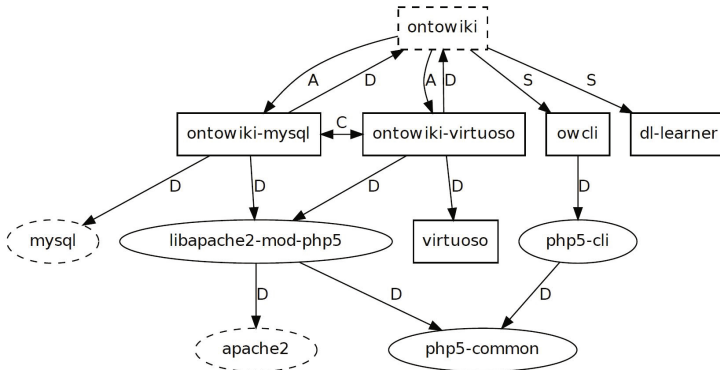 ontowiki
A D A D S S
ontowiki-mysql C ontowiki-virtuoso owcli dl-learner
D D D D D
mysql libapache2-mod-php5 virtuoso php5-cli
D D D
apache2 php5-common